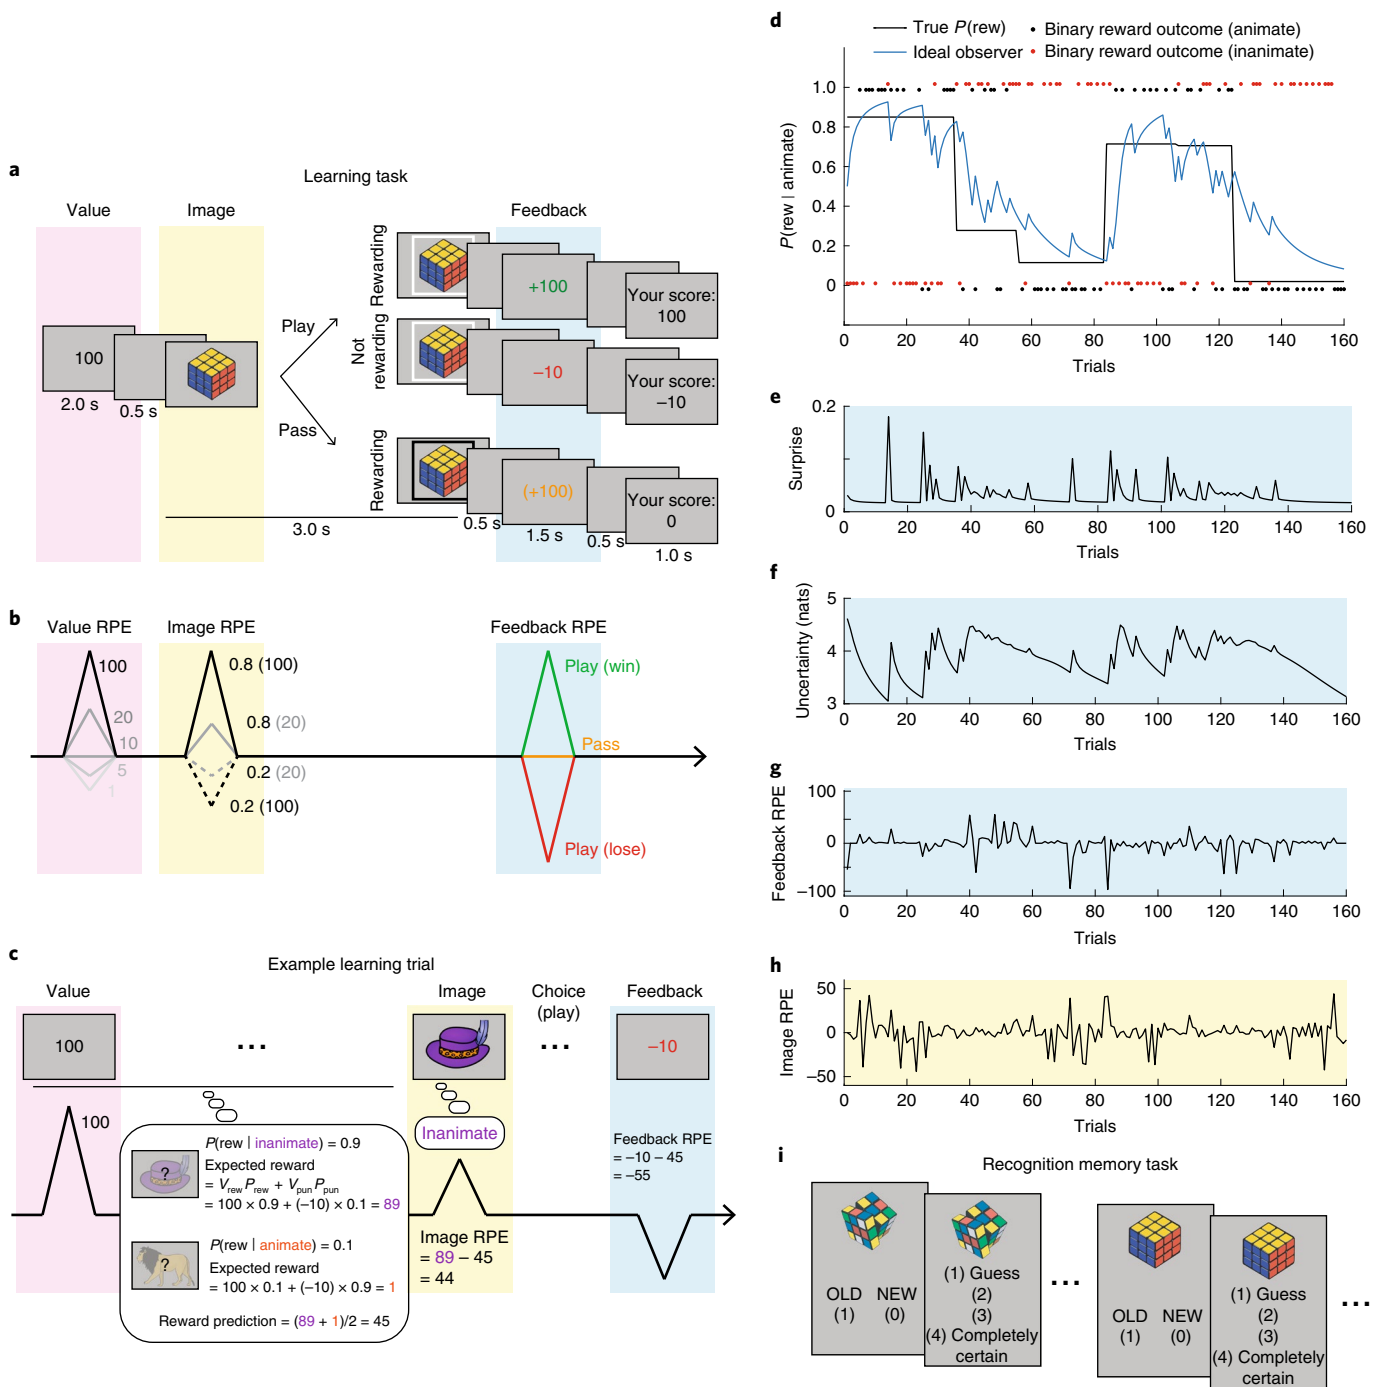 a
Learning task
Value
Image
Feedback
Rewarding
+100
Your score:
100
Play
Not
rewarding
100
–10
Your score:
–10
2.0 s
0.5 s
Pass
Rewarding
(+100)
Your score:
0
3.0 s
0.5 s
1.5 s
0.5 s
1.0 s
b
Value RPE
Image RPE
Feedback RPE
100
0.8 (100)
Play (win)
20
0.8 (20)
10
Pass
5
0.2 (20)
1
0.2 (100)
Play (lose)
c
Example learning trial
Value
Image
Choice
(play)
Feedback
100
...
...
–10
100
Inanimate
P(rew | inanimate) = 0.9
Expected reward
= VrewPrew + VpunPpun
= 100 × 0.9 + (–10) × 0.1 = 89
?
P(rew | animate) = 0.1
Expected reward
= 100 × 0.1 + (–10) × 0.9 = 1
?
Reward prediction = (89 + 1)/2 = 45
Image RPE
= 89 – 45
= 44
Feedback RPE
= –10 – 45
= –55
d
True P(rew)
Binary reward outcome (animate)
Ideal observer
Binary reward outcome (inanimate)
P(rew | animate)
1.0
0.8
0.6
0.4
0.2
0
0 20 40 60 80 100 120 140 160
Trials
e
Surprise
0.2
0
0 20 40 60 80 100 120 140 160
Trials
f
Uncertainty (nats)
5
4
3
0 20 40 60 80 100 120 140 160
Trials
g
Feedback RPE
100
0
–100
0 20 40 60 80 100 120 140 160
Trials
h
Image RPE
50
0
–50
0 20 40 60 80 100 120 140 160
Trials
i
Recognition memory task
OLD NEW
(1) (0)
(1) Guess
(2)
(3)
(4) Completely
certain
...
OLD NEW
(1) (0)
(1) Guess
(2)
(3)
(4) Completely
certain
...